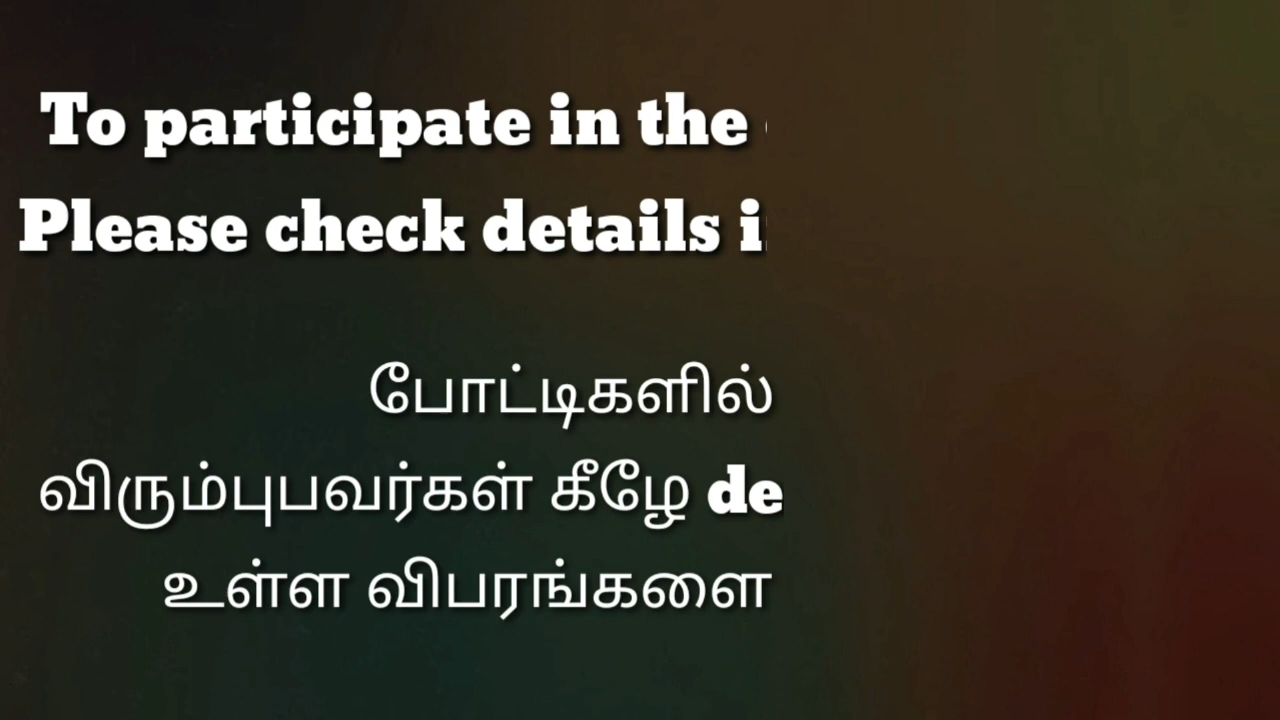 To participate in the
Please check details
போட்டிகளில்
விரும்புபவர்கள் கீழே de
உள்ள விபரங்களை